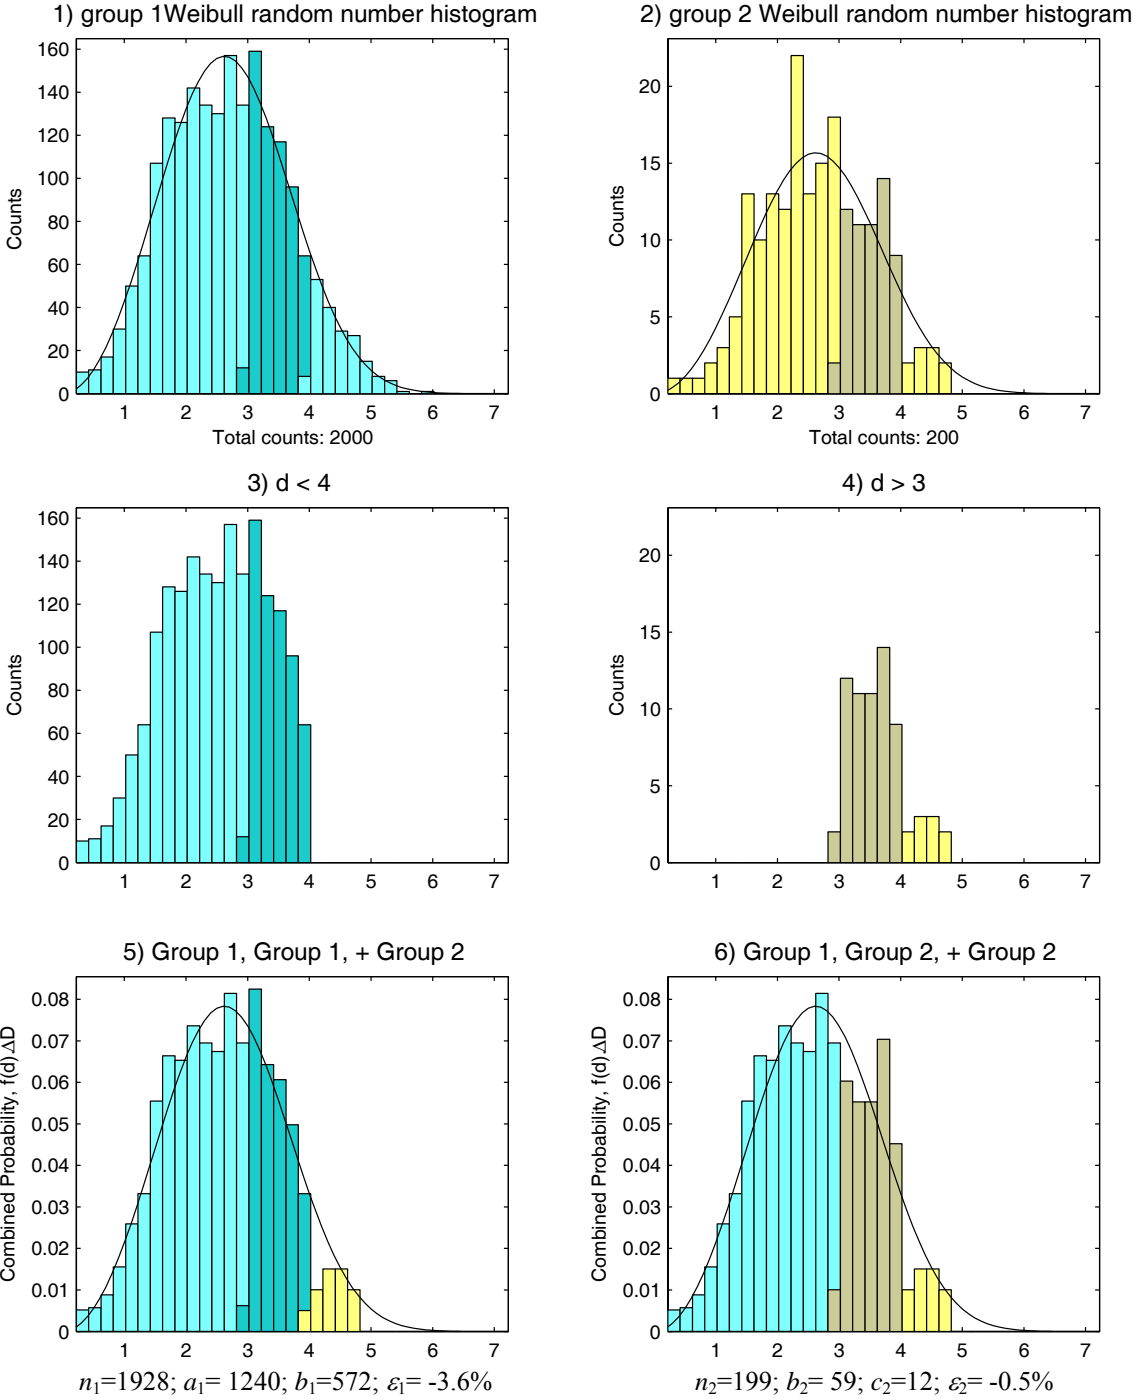 1) group 1Weibull random number histogram
160
140
120
100
80
60
40
20
0
Counts
1 2 3 4 5 6 7
Total counts: 2000
2) group 2 Weibull random number histogram
20
15
10
5
0
Counts
1 2 3 4 5 6 7
Total counts: 200
3) d < 4
160
140
120
100
80
60
40
20
0
Counts
1 2 3 4 5 6 7
4) d > 3
20
15
10
5
0
Counts
1 2 3 4 5 6 7
5) Group 1, Group 1, + Group 2
0.08
0.07
0.06
0.05
0.04
0.03
0.02
0.01
0
Combined Probability, f(d)ΔD
1 2 3 4 5 6 7
n₁=1928; a₁= 1240; b₁=572; ε₁= -3.6%
6) Group 1, Group 2, + Group 2
0.08
0.07
0.06
0.05
0.04
0.03
0.02
0.01
0
Combined Probability, f(d)ΔD
1 2 3 4 5 6 7
n₂=199; b₂= 59; c₂=12; ε₂= -0.5%